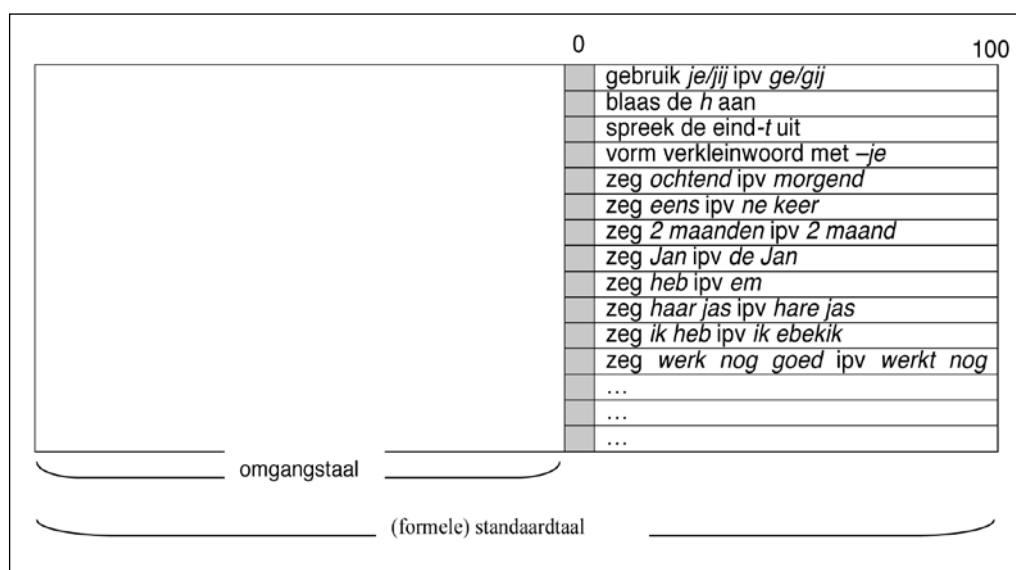 0 100
gebruik je/jij ipv ge/gij
blaas de h aan
spreek de eind-t uit
vorm verkleinwoord met –je
zeg ochtend ipv morgend
zeg eens ipv ne keer
zeg 2 maanden ipv 2 maand
zeg Jan ipv de Jan
zeg heb ipv em
zeg haar jas ipv hare jas
zeg ik heb ipv ik ebekik
zeg werk nog goed ipv werkt nog
…
…
…
omgangstaal
(formele) standaardtaal